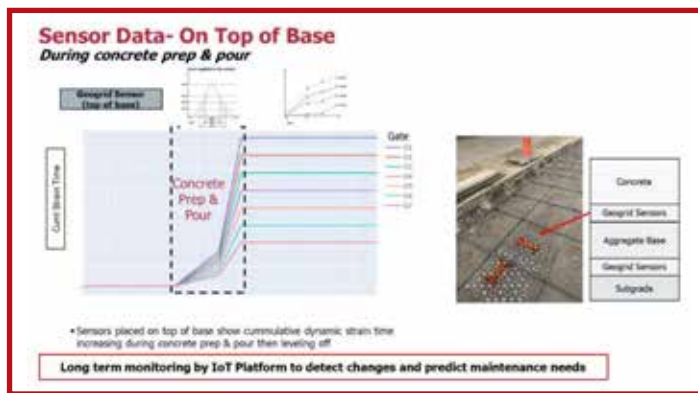 Sensor Data- On Top of Base
During concrete prep & pour
Geogrid Sensor
(top of base)
Cuml Strain Time
Concrete
Prep &
Pour
Gate
Concrete
Geogrid Sensors
Aggregate Base
Geogrid Sensors
Subgrade
•Sensors placed on top of base show cummulative dynamic strain time
increasing during concrete prep & pour then leveling off
Long term monitoring by IoT Platform to detect changes and predict maintenance needs